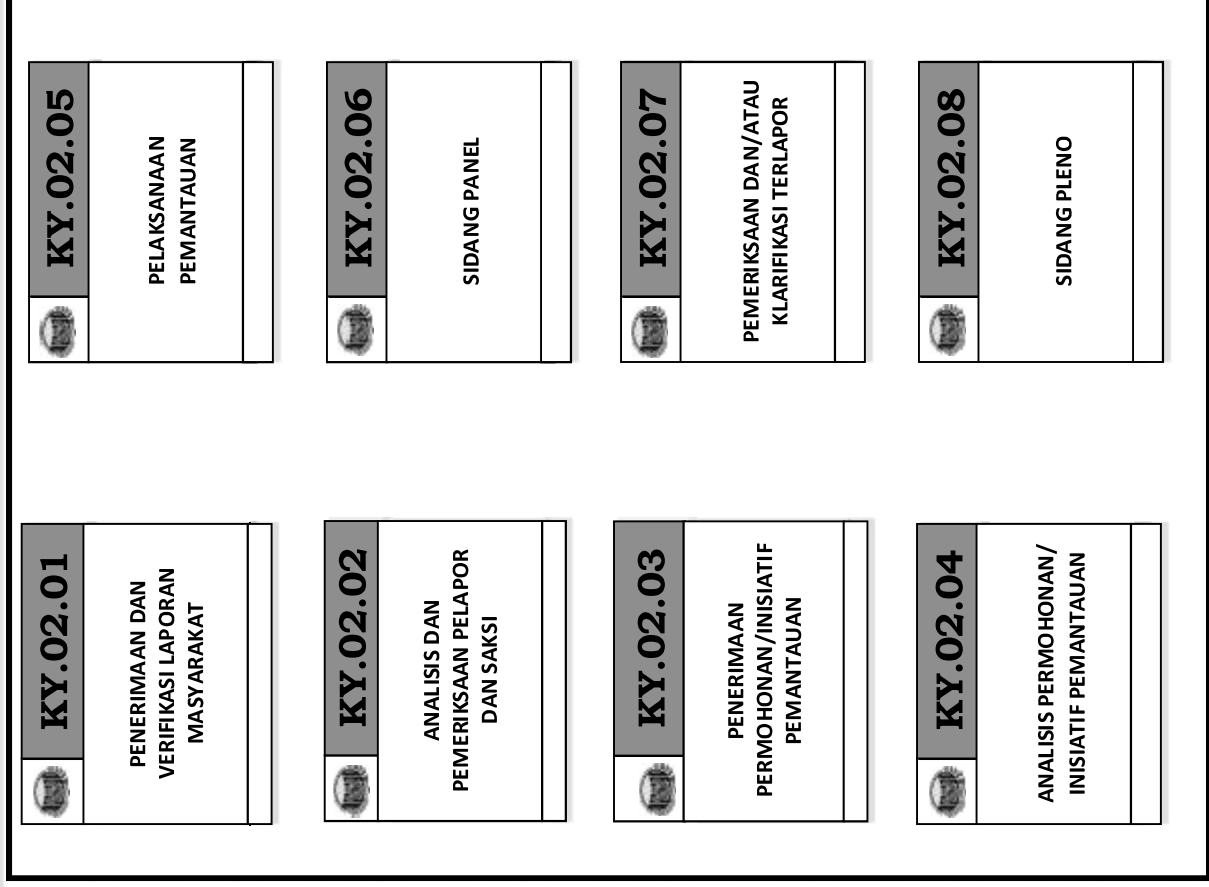 KY.02.01
PENERIMAAN DAN
VERIFIKASI LAPORAN
MASYARAKAT
KY.02.02
ANALISIS DAN
PEMERIKSAAN PELAPOR
DAN SAKSI
KY.02.03
PENERIMAAN
PERMOHONAN/INISIATIF
PEMANTAUAN
KY.02.04
ANALISIS PERMOHONAN/
INISIATIF PEMANTAUAN
KY.02.05
PELAKSANAAN
PEMANTAUAN
KY.02.06
SIDANG PANEL
KY.02.07
PEMERIKSAAN DAN/ATAU
KLARIFIKASI TERLAPOR
KY.02.08
SIDANG PLENO